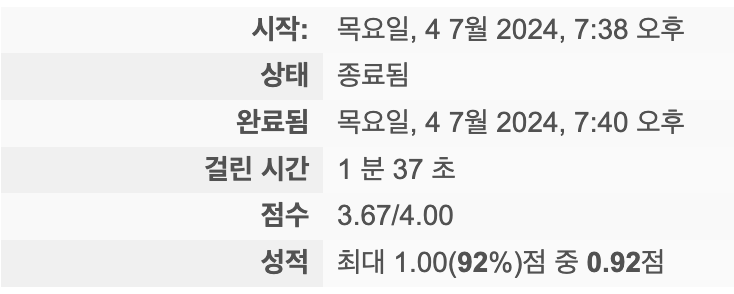 시작: 목요일, 4 7월 2024, 7:38 오후
상태 종료됨
완료됨 목요일, 4 7월 2024, 7:40 오후
걸린 시간 1 분 37 초
점수 3.67/4.00
성적 최대 1.00(92%)점 중 0.92점